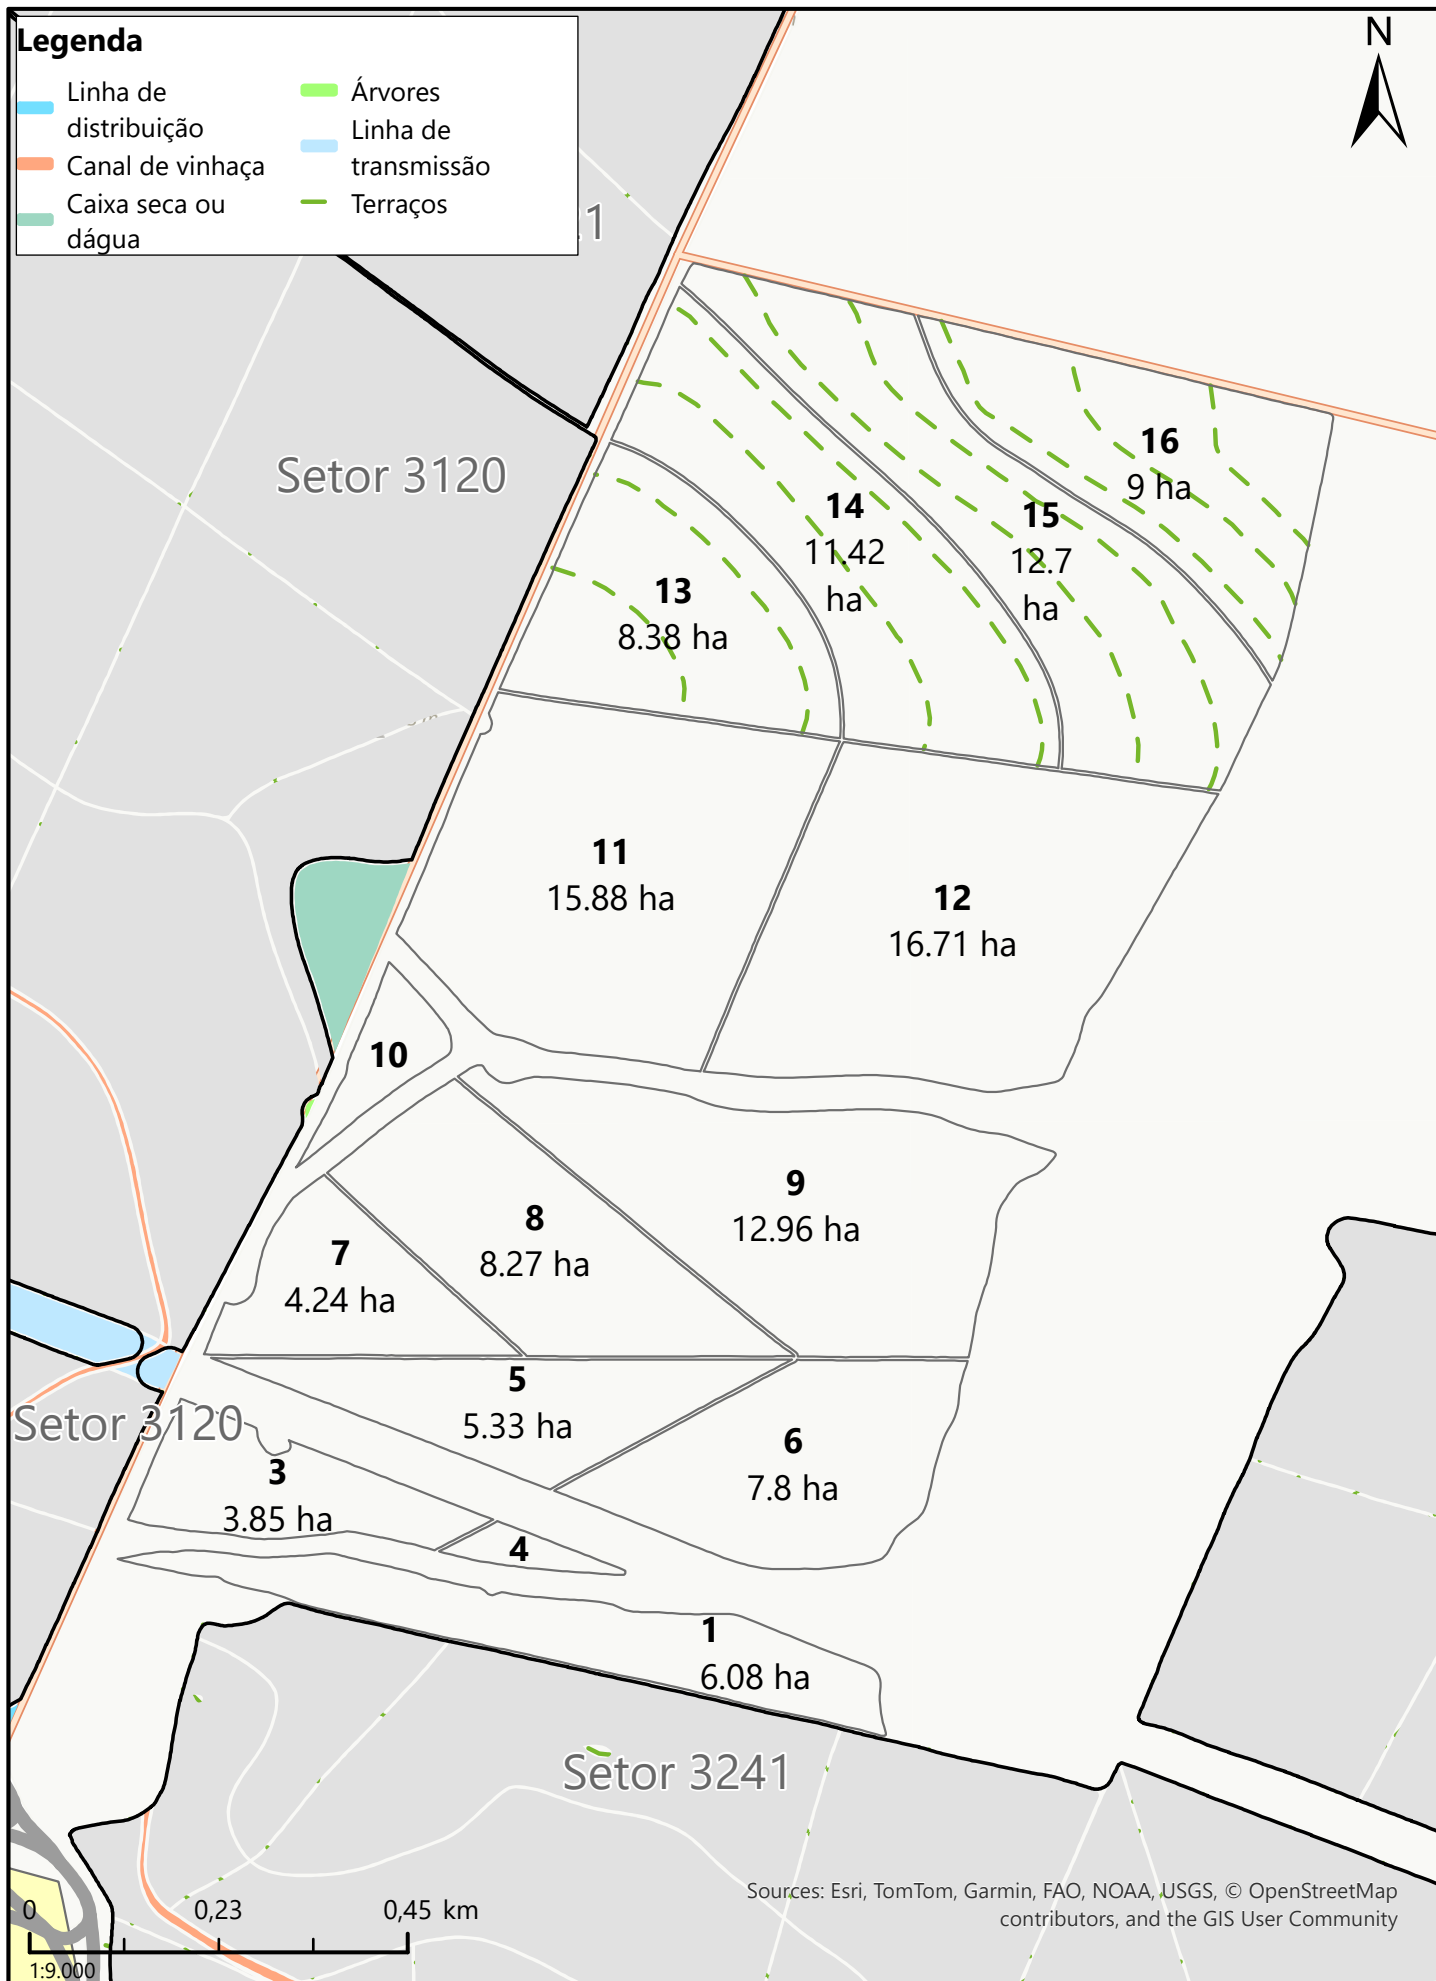 Legenda
Linha de
distribuição
Canal de vinhaça
Caixa seca ou
dágua
Árvores
Linha de
transmissão
Terraços
N
1
Setor 3120
16
9 ha
14
11.42
ha
15
12.7
ha
13
8.38 ha
11
15.88 ha
12
16.71 ha
10
9
12.96 ha
8
8.27 ha
7
4.24 ha
5
5.33 ha
Setor 3120
6
7.8 ha
3
3.85 ha
4
1
6.08 ha
Setor 3241
Sources: Esri, TomTom, Garmin, FAO, NOAA, USGS, © OpenStreetMap
contributors, and the GIS User Community
0 0,23 0,45 km
1:9.000